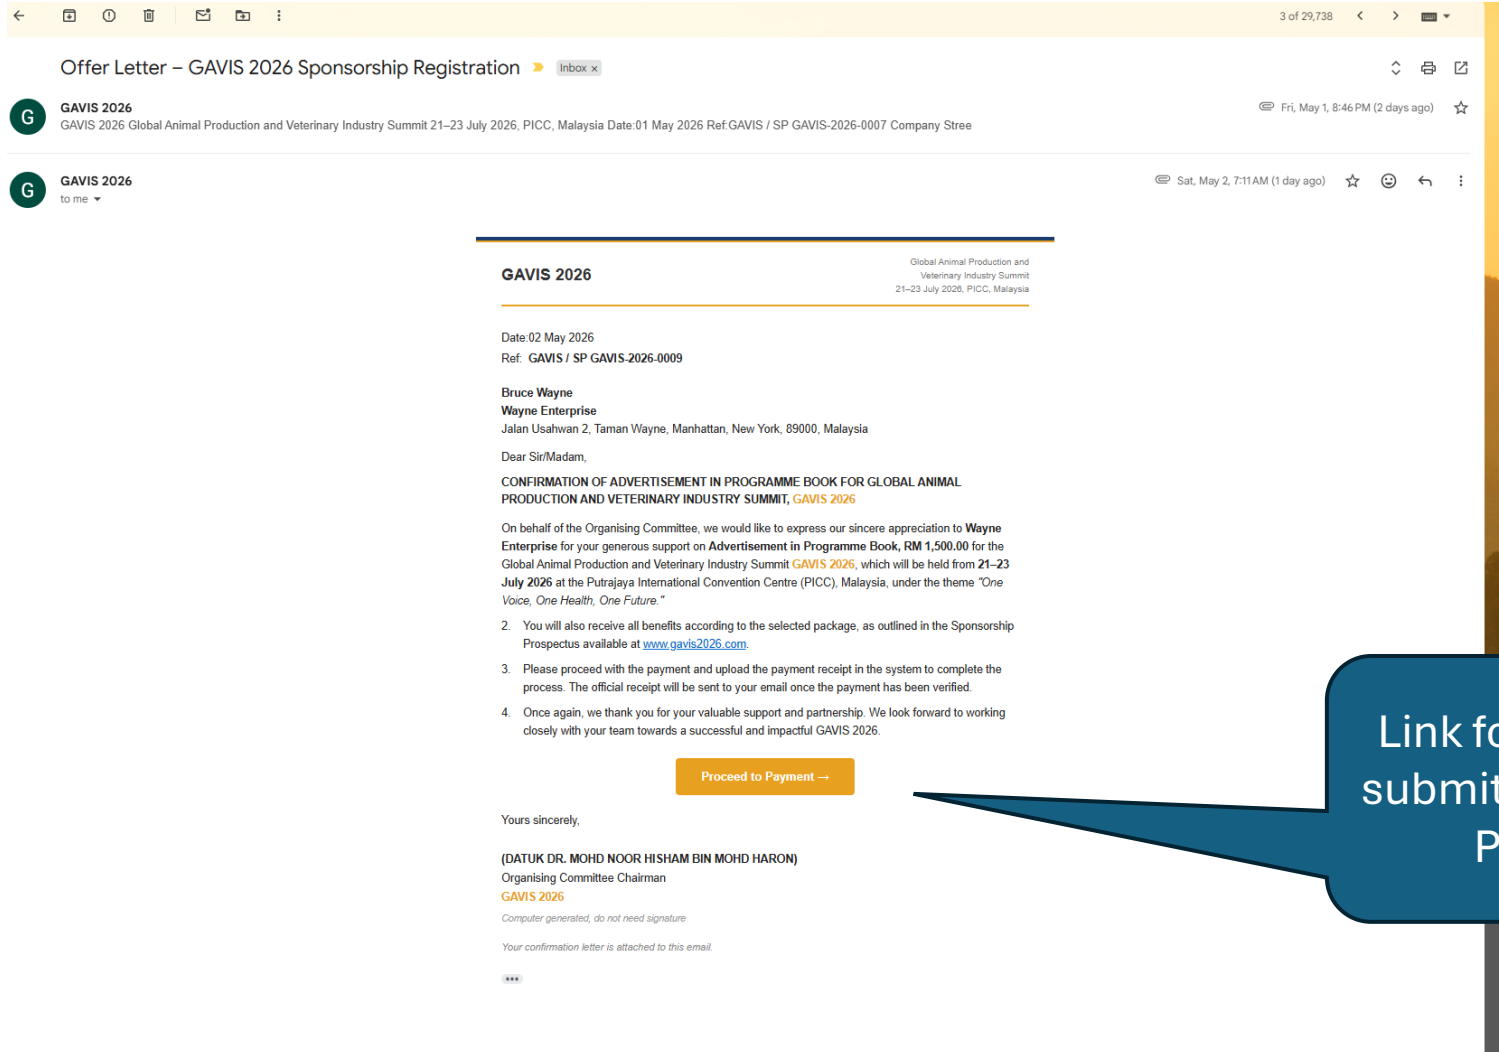 3 of 29,738
Offer Letter – GAVIS 2026 Sponsorship Registration
Inbox x
GAVIS 2026
Fri, May 1, 8:46 PM (2 days ago)
GAVIS 2026 Global Animal Production and Veterinary Industry Summit 21–23 July 2026, PICC, Malaysia Date:01 May 2026 Ref:GAVIS / SP GAVIS-2026-0007 Company Stree
G
GAVIS 2026
Sat, May 2, 7:11 AM (1 day ago)
G
to me
GAVIS 2026
Global Animal Production and
Veterinary Industry Summit
21–23 July 2026, PICC, Malaysia
Date:02 May 2026
Ref: GAVIS / SP GAVIS-2026-0009
Bruce Wayne
Wayne Enterprise
Jalan Usahwan 2, Taman Wayne, Manhattan, New York, 89000, Malaysia
Dear Sir/Madam,
CONFIRMATION OF ADVERTISEMENT IN PROGRAMME BOOK FOR GLOBAL ANIMAL
PRODUCTION AND VETERINARY INDUSTRY SUMMIT, GAVIS 2026
On behalf of the Organising Committee, we would like to express our sincere appreciation to Wayne
Enterprise for your generous support on Advertisement in Programme Book, RM 1,500.00 for the
Global Animal Production and Veterinary Industry Summit GAVIS 2026, which will be held from 21–23
July 2026 at the Putrajaya International Convention Centre (PICC), Malaysia, under the theme "One
Voice, One Health, One Future."
2. You will also receive all benefits according to the selected package, as outlined in the Sponsorship
Prospectus available at www.gavis2026.com.
3. Please proceed with the payment and upload the payment receipt in the system to complete the
process. The official receipt will be sent to your email once the payment has been verified.
4. Once again, we thank you for your valuable support and partnership. We look forward to working
closely with your team towards a successful and impactful GAVIS 2026.
Proceed to Payment →
Yours sincerely,
(DATUK DR. MOHD NOOR HISHAM BIN MOHD HARON)
Organising Committee Chairman
GAVIS 2026
Computer generated, do not need signature
Your confirmation letter is attached to this email.
Link
submit